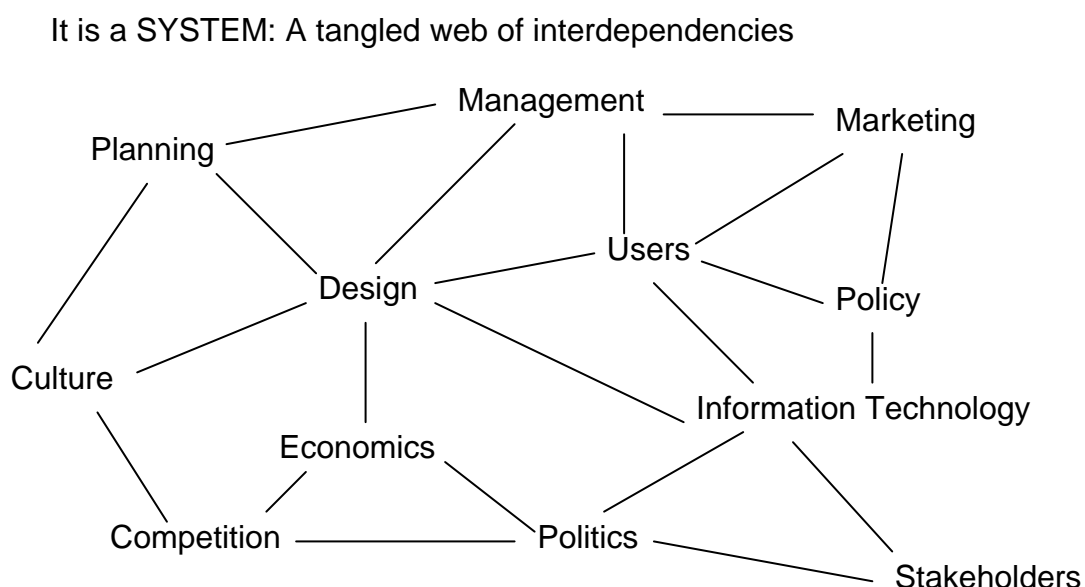 It is a SYSTEM: A tangled web of interdependencies
Management
Marketing
Planning
Users
Design
Policy
Culture
Information Technology
Economics
Competition
Politics
Stakeholders